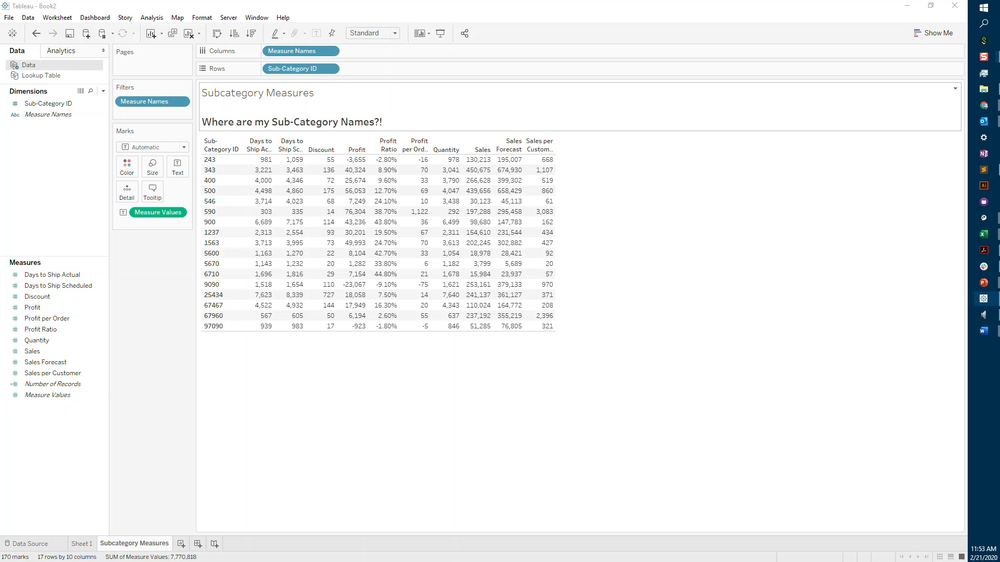 Tableau - Book2
File Data Worksheet Dashboard Story Analysis Map Format Server Window Help
Standard
Show Me
Data Analytics
Data
Lookup Table
Dimensions
Sub-Category ID
Abc Measure Names
Measures
Days to Ship Actual
Days to Ship Scheduled
Discount
Profit
Profit per Order
Profit Ratio
Quantity
Sales
Sales Forecast
Sales per Customer
Number of Records
Measure Values
Pages
Filters
Measure Names
Marks
Automatic
Color Size Text
Detail Tooltip
Measure Values
Columns Measure Names
Rows Sub-Category ID
Subcategory Measures
Where are my Sub-Category Names?!
Sub- Days to Days to Profit Profit Sales Sales per
Category ID Ship Ac.. Ship Sc.. Discount Profit Ratio per Ord.. Quantity Sales Forecast Custom..
243 981 1,059 55 -3,655 -2.80% -16 978 130,213 195,007 668
343 3,221 3,463 136 40,324 8.90% 70 3,041 450,675 674,930 1,107
400 4,000 4,346 72 25,674 9.60% 33 3,790 266,628 399,302 519
500 4,498 4,860 175 56,053 12.70% 69 4,047 439,656 658,429 860
546 3,714 4,023 68 7,249 24.10% 10 3,438 30,123 45,113 61
590 303 335 14 76,304 38.70% 1,122 292 197,288 295,458 3,083
900 6,689 7,175 114 43,236 43.80% 36 6,499 98,680 147,783 162
1237 2,313 2,554 93 30,201 19.50% 67 2,311 154,610 231,544 434
1563 3,713 3,995 73 49,993 24.70% 70 3,613 202,245 302,882 427
5600 1,163 1,270 22 8,104 42.70% 33 1,054 18,978 28,421 92
5670 1,143 1,232 20 1,282 33.80% 6 1,182 3,799 5,689 20
6710 1,696 1,816 29 7,154 44.80% 21 1,678 15,984 23,937 57
9090 1,518 1,654 110 -23,067 -9.10% -75 1,621 253,161 379,133 970
25434 7,623 8,339 727 18,058 7.50% 14 7,640 241,137 361,127 371
67467 4,522 4,932 144 17,949 16.30% 20 4,343 110,024 164,772 208
67960 567 605 50 6,194 2.60% 55 637 237,192 355,219 2,396
97090 939 983 17 -923 -1.80% -5 846 51,285 76,805 321
Data Source Sheet 1 Subcategory Measures
170 marks 17 rows by 10 columns SUM of Measure Values: 7,770,818
11:53 AM
2/21/2020